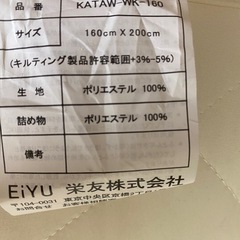 品番 KATAW-WK-160
サイズ 160cm×200cm
(キルティング製品許容範囲+3%-5%)
生地 ポリエステル 100%
詰め物 ポリエステル 100%
備考
EiYU 栄友株式会社
〒104-0031
東京中央区京橋2丁目